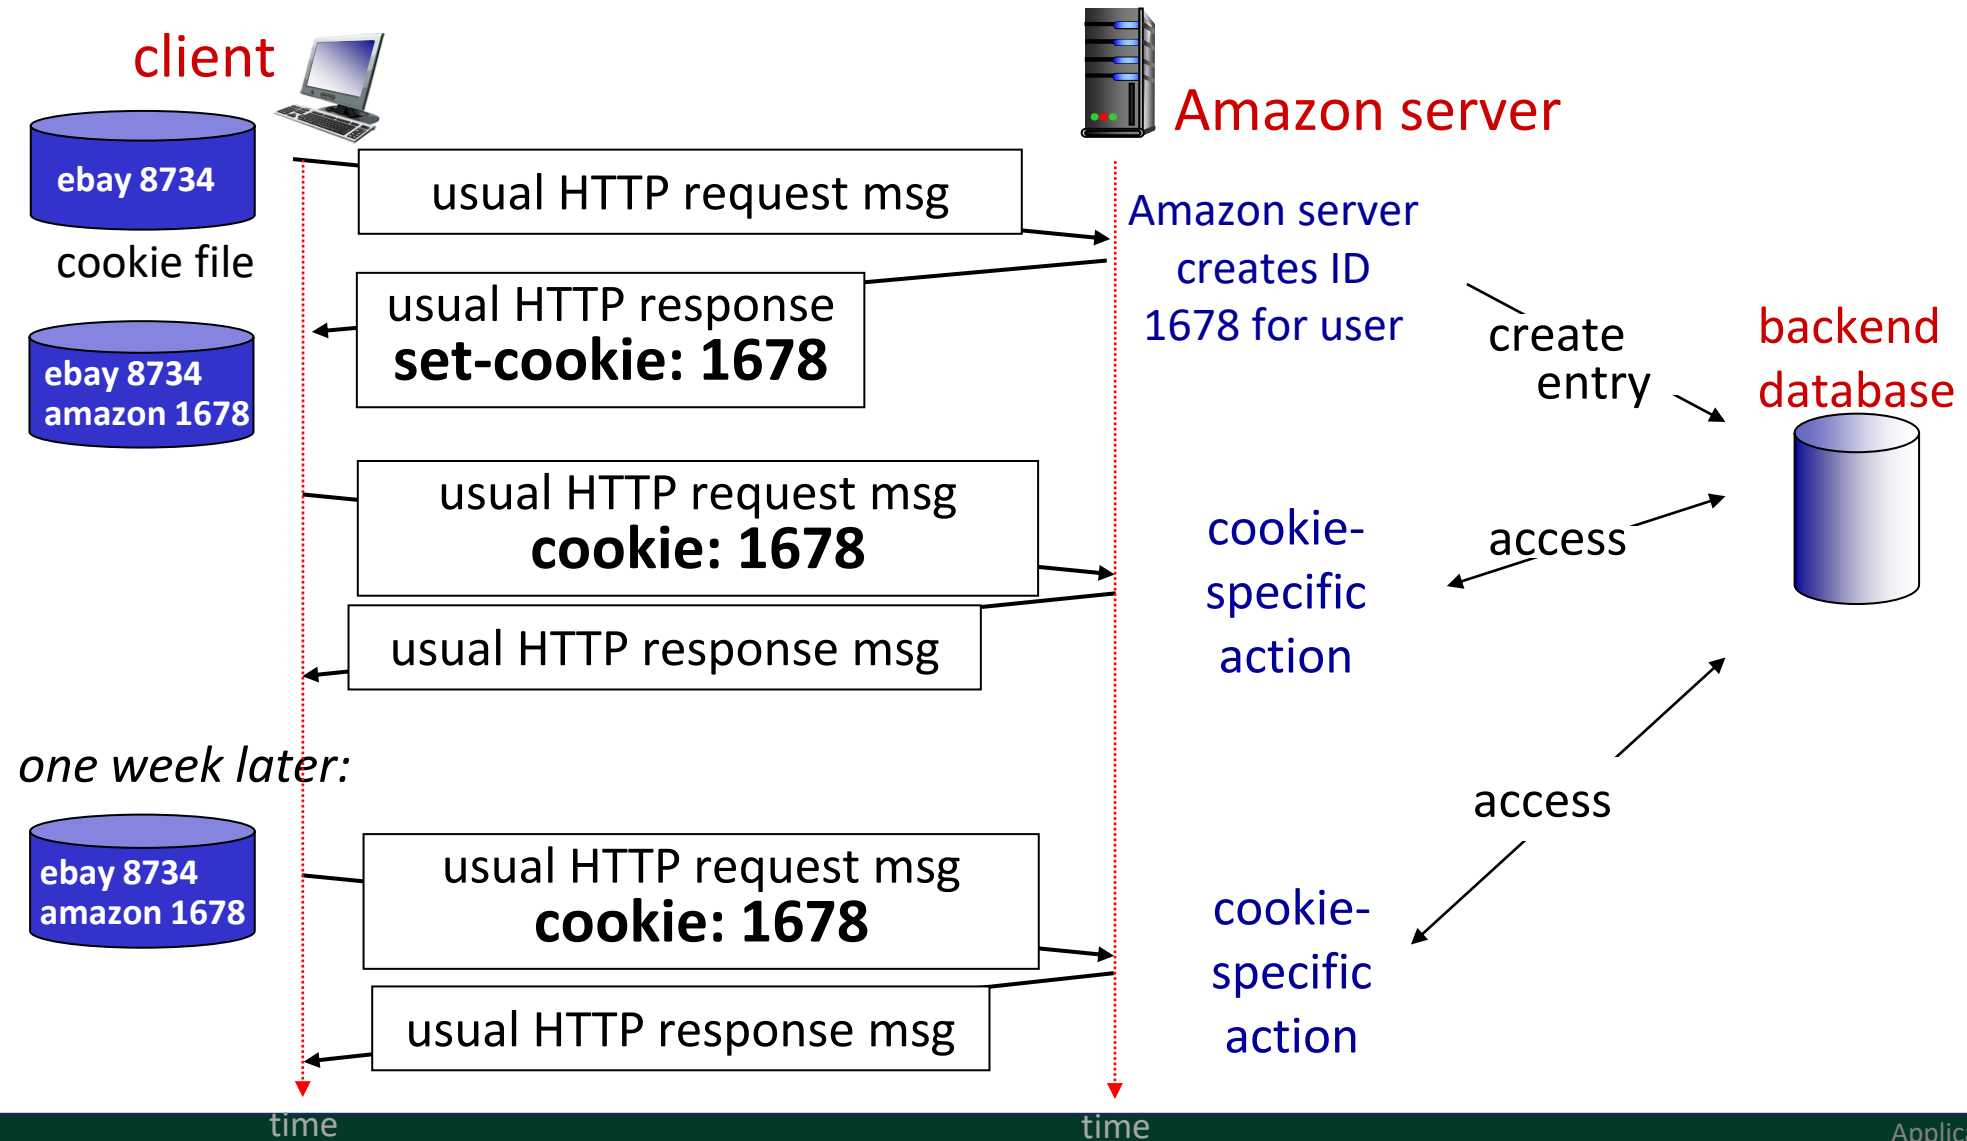 client
Amazon server
ebay 8734
cookie file
usual HTTP request msg
Amazon server
creates ID
1678 for user
usual HTTP response
set-cookie: 1678
create
entry
backend
database
ebay 8734
amazon 1678
usual HTTP request msg
cookie: 1678
cookie-
specific
action
access
usual HTTP response msg
one week later:
access
ebay 8734
amazon 1678
usual HTTP request msg
cookie: 1678
cookie-
specific
action
usual HTTP response msg
time
time